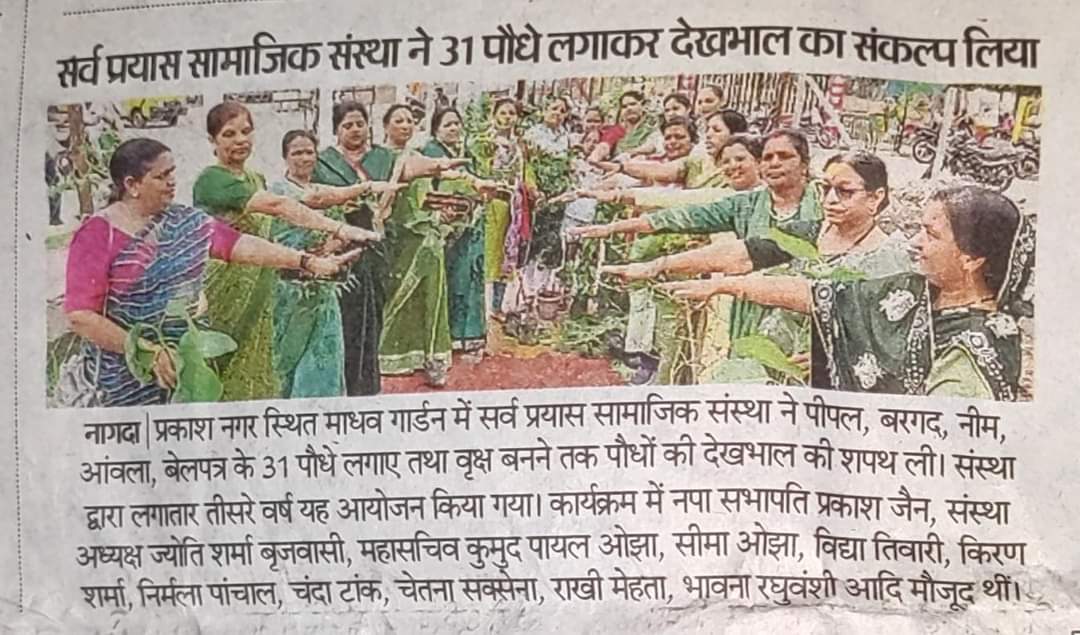 सर्व प्रयास सामाजिक संस्था ने 31 पौधे लगाकर देखभाल का संकल्प लिया
नागदा | प्रकाश नगर स्थित माधव गार्डन में सर्व प्रयास सामाजिक संस्था ने पीपल, बरगद, नीम,
आंवला, बेलपत्र के 31 पौधे लगाए तथा वृक्ष बनने तक पौधों की देखभाल की शपथ ली। संस्था
द्वारा लगातार तीसरे वर्ष यह आयोजन किया गया। कार्यक्रम में नपा सभापति प्रकाश जैन, संस्था
अध्यक्ष ज्योति शर्मा बृजवासी, महासचिव कुमुद पायल ओझा, सीमा ओझा, विद्या तिवारी, किरण
शर्मा, निर्मला पांचाल, चंदा टांक, चेतना सक्सेना, राखी मेहता, भावना रघुवंशी आदि मौजूद थीं।